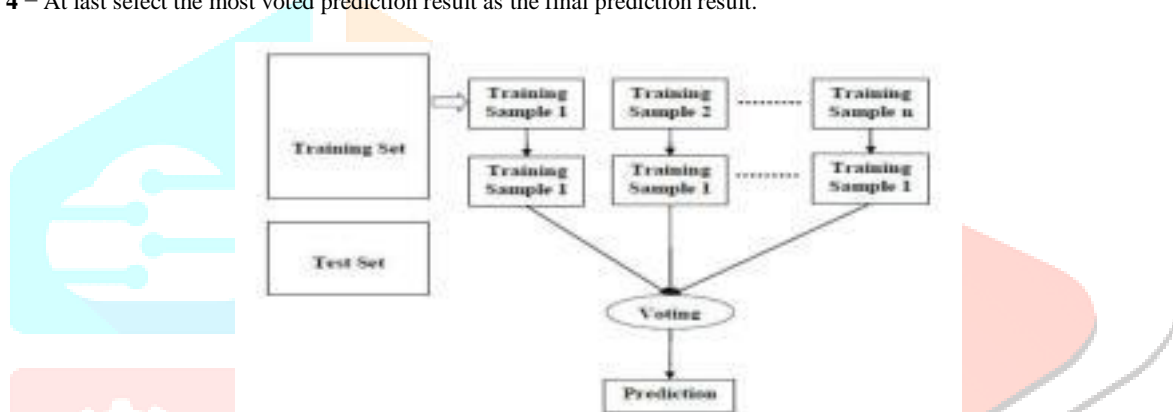 4 – At last select the most voted prediction result as the final prediction result.
Training Set
Training
Sample 1
Training
Sample 2
Training
Sample n
Training
Sample 1
Training
Sample 1
Training
Sample 1
Test Set
Voting
Prediction